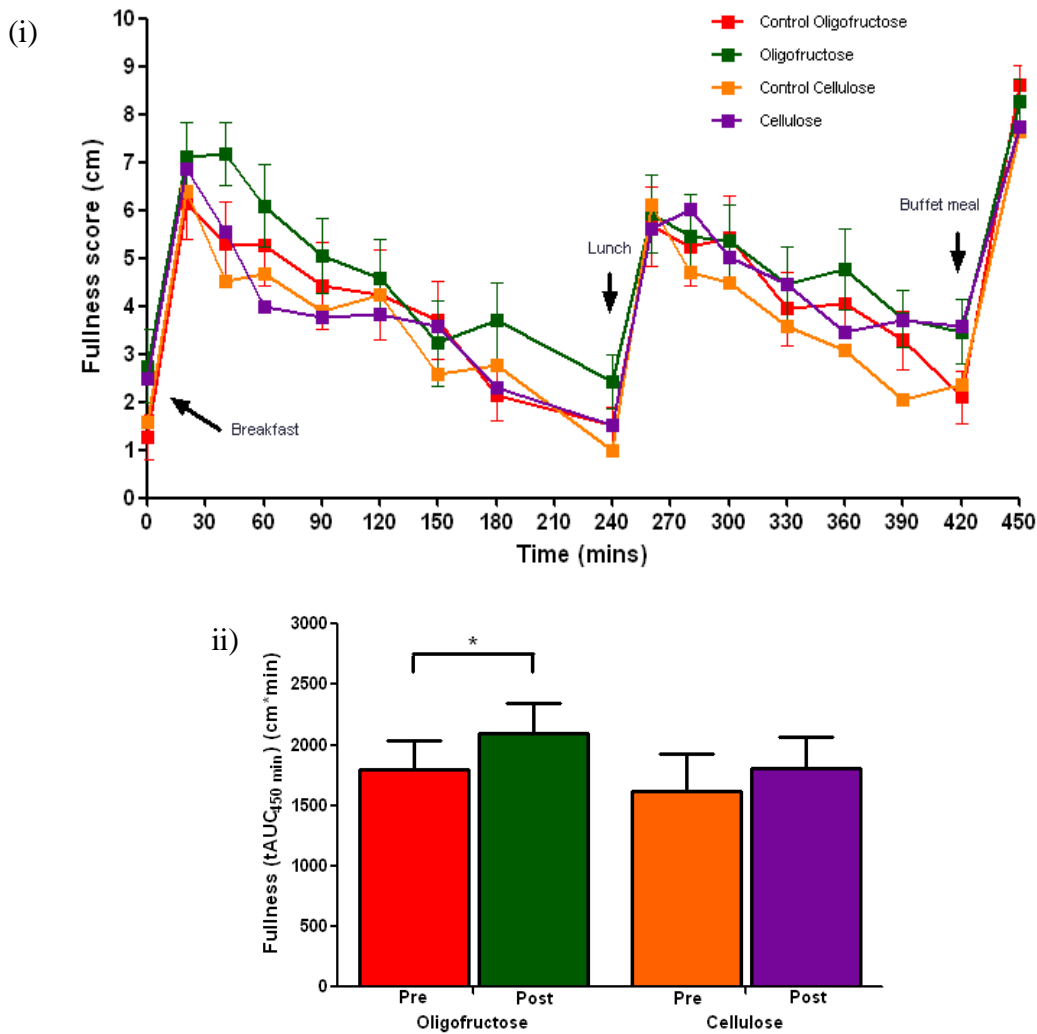 (i)
Control Oligofructose
Oligofructose
Control Cellulose
Cellulose
Fullness score (cm)
10
9
8
7
6
5
4
3
2
1
0
Breakfast
Lunch
Buffet meal
0 30 60 90 120 150 180 210 240 270 300 330 360 390 420 450
Time (mins)
ii)
Fullness (tAUC450 min) (cm*min)
3000
2500
2000
1500
1000
500
0
*
Pre Post Pre Post
Oligofructose Cellulose